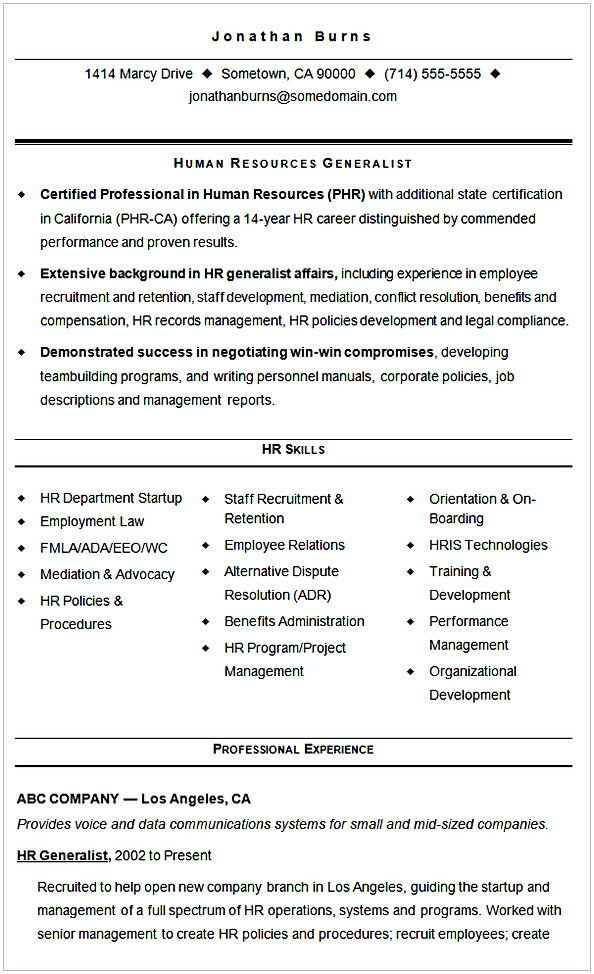 Jonathan Burns
1414 Marcy Drive ◆ Sometown, CA 90000 ◆ (714) 555-5555 ◆
jonathanburns@somedomain.com
HUMAN RESOURCES GENERALIST
◆ Certified Professional in Human Resources (PHR) with additional state certification
in California (PHR-CA) offering a 14-year HR career distinguished by commended
performance and proven results.
◆ Extensive background in HR generalist affairs, including experience in employee
recruitment and retention, staff development, mediation, conflict resolution, benefits and
compensation, HR records management, HR policies development and legal compliance.
◆ Demonstrated success in negotiating win-win compromises, developing
teambuilding programs, and writing personnel manuals, corporate policies, job
descriptions and management reports.
HR SKILLS
◆ HR Department Startup
◆ Employment Law
◆ FMLA/ADA/EEO/WC
◆ Mediation & Advocacy
◆ HR Policies &
Procedures
◆ Staff Recruitment &
Retention
◆ Employee Relations
◆ Alternative Dispute
Resolution (ADR)
◆ Benefits Administration
◆ HR Program/Project
Management
◆ Orientation & On-
Boarding
◆ HRIS Technologies
◆ Training &
Development
◆ Performance
Management
◆ Organizational
Development
PROFESSIONAL EXPERIENCE
ABC COMPANY — Los Angeles, CA
Provides voice and data communications systems for small and mid-sized companies.
HR Generalist, 2002 to Present
Recruited to help open new company branch in Los Angeles, guiding the startup and
management of a full spectrum of HR operations, systems and programs. Worked with
senior management to create HR policies and procedures; recruit employees; create